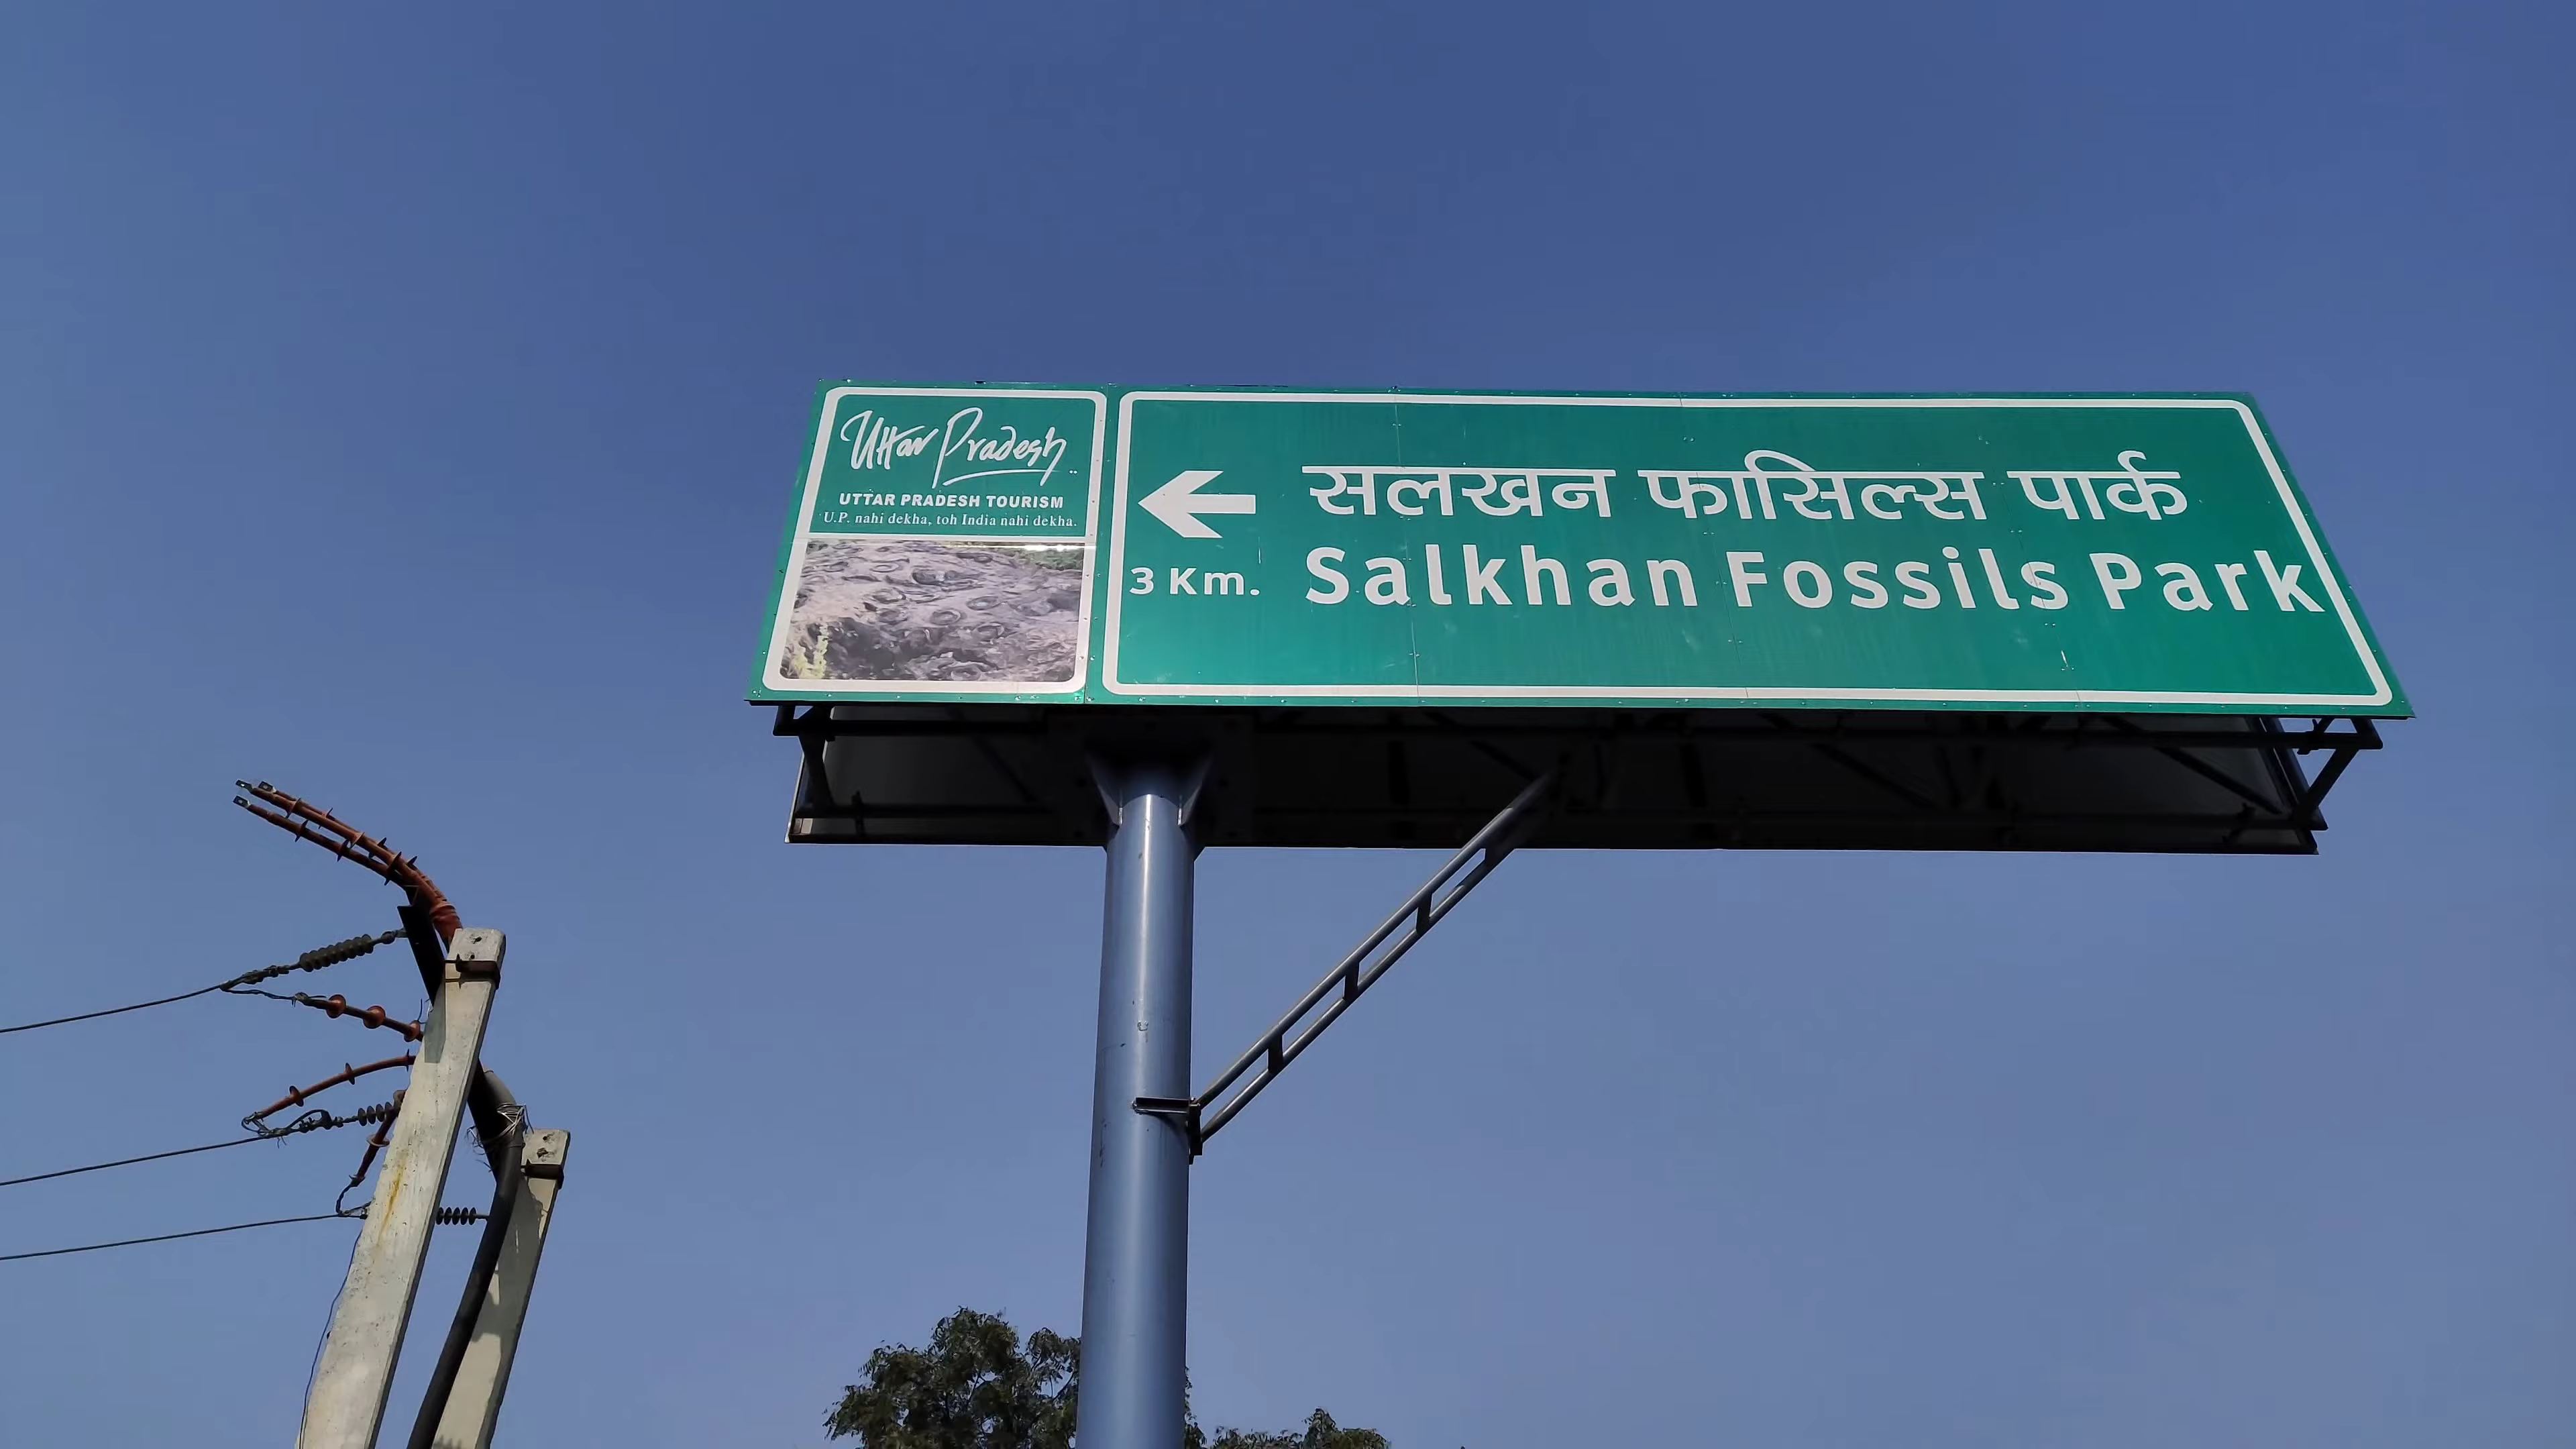 Uttar Pradesh
UTTAR PRADESH TOURISM
U.P. nahi dekha, toh India nahi dekha.
सलखन फासिल्स पार्क
3 Km.
Salkhan Fossils Park